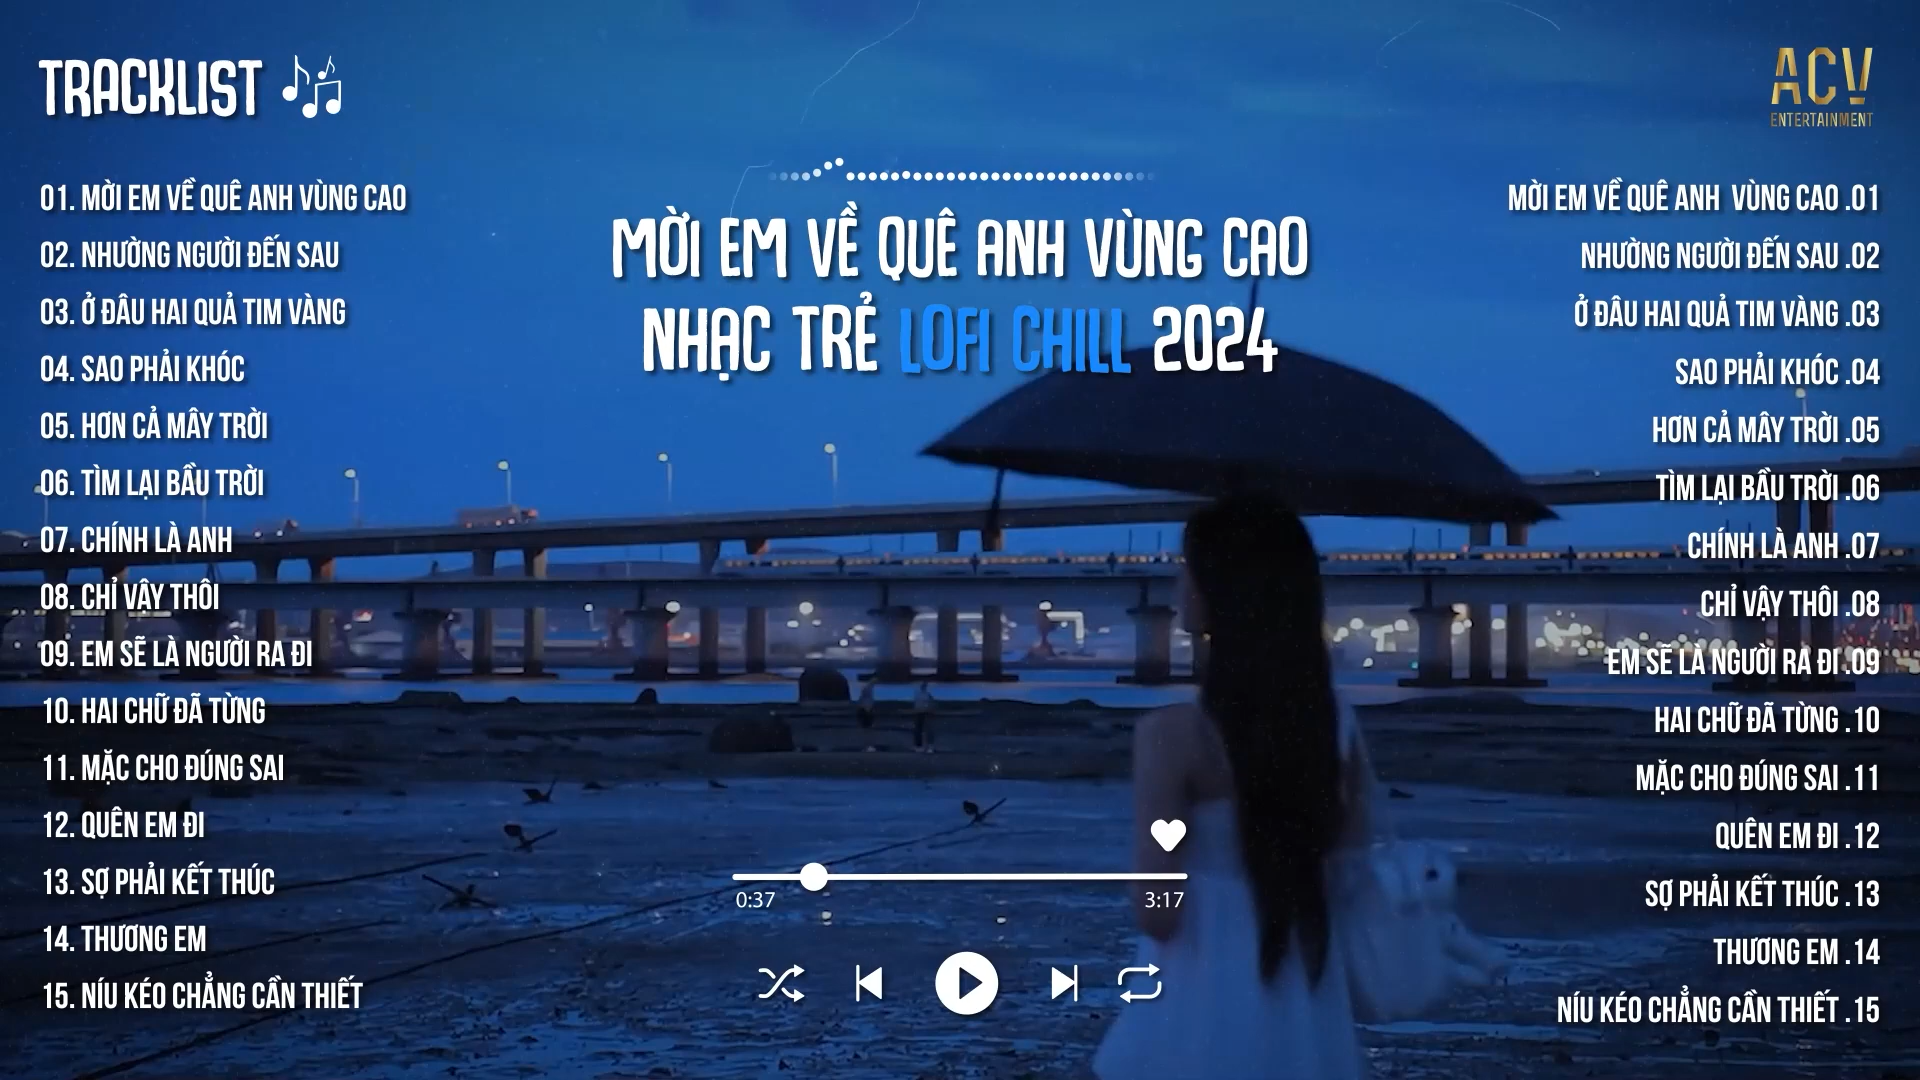 TRACKLIST
ACV
ENTERTAINMENT
01. MỜI EM VỀ QUÊ ANH VÙNG CAO
02. NHƯỜNG NGƯỜI ĐẾN SAU
03. Ở ĐÂU HAI QUẢ TIM VÀNG
04. SAO PHẢI KHÓC
05. HƠN CẢ MÂY TRỜI
06. TÌM LẠI BẦU TRỜI
07. CHÍNH LÀ ANH
08. CHỈ VẬY THÔI
09. EM SẼ LÀ NGƯỜI RA ĐI
10. HAI CHỮ ĐÃ TỪNG
11. MẶC CHO ĐÚNG SAI
12. QUÊN EM ĐI
13. SỢ PHẢI KẾT THÚC
14. THƯƠNG EM
15. NÍU KÉO CHẲNG CẦN THIẾT
MỜI EM VỀ QUÊ ANH VÙNG CAO
NHẠC TRẺ LOFI CHILL 2024
0:37
3:17
MỜI EM VỀ QUÊ ANH VÙNG CAO .01
NHƯỜNG NGƯỜI ĐẾN SAU .02
Ở ĐÂU HAI QUẢ TIM VÀNG .03
SAO PHẢI KHÓC .04
HƠN CẢ MÂY TRỜI .05
TÌM LẠI BẦU TRỜI .06
CHÍNH LÀ ANH .07
CHỈ VẬY THÔI .08
EM SẼ LÀ NGƯỜI RA ĐI .09
HAI CHỮ ĐÃ TỪNG .10
MẶC CHO ĐÚNG SAI .11
QUÊN EM ĐI .12
SỢ PHẢI KẾT THÚC .13
THƯƠNG EM .14
NÍU KÉO CHẲNG CẦN THIẾT .15